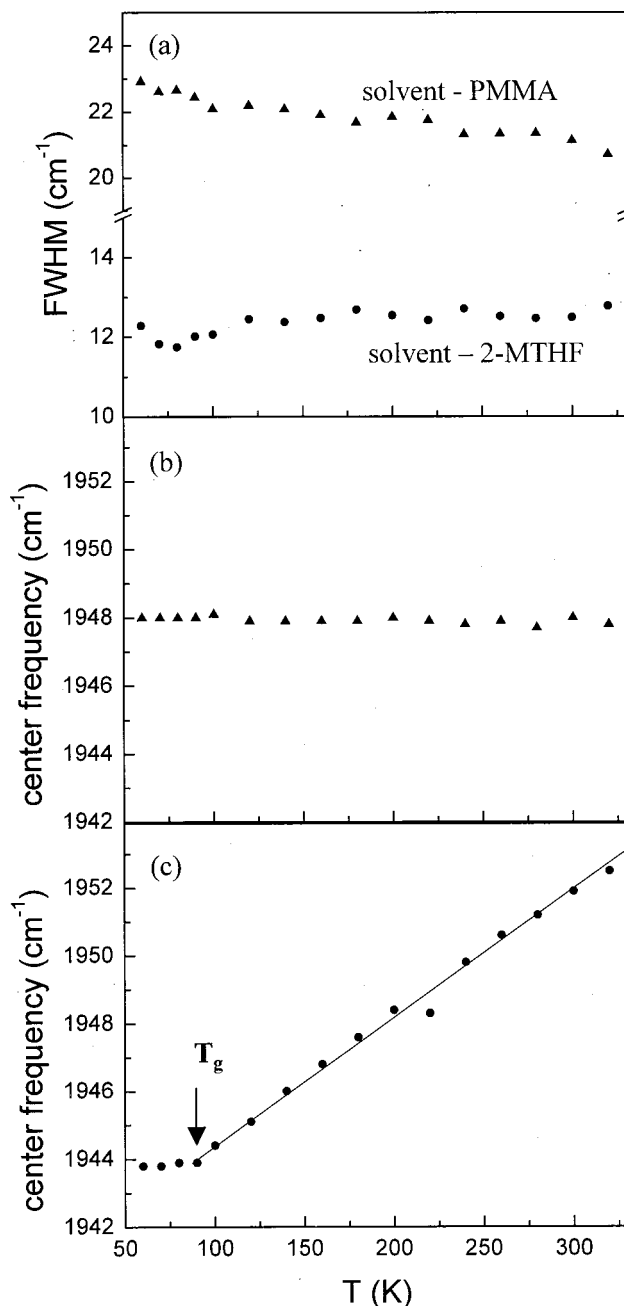 (a)
24
solvent - PMMA
22
20
FWHM (cm-1)
14
12
solvent – 2-MTHF
10
(b)
1952
1950
1948
1946
1944
1942
center frequency (cm-1)
(c)
1952
1950
1948
Tg
1946
1944
1942
center frequency (cm-1)
50 100 150 200 250 300
T (K)